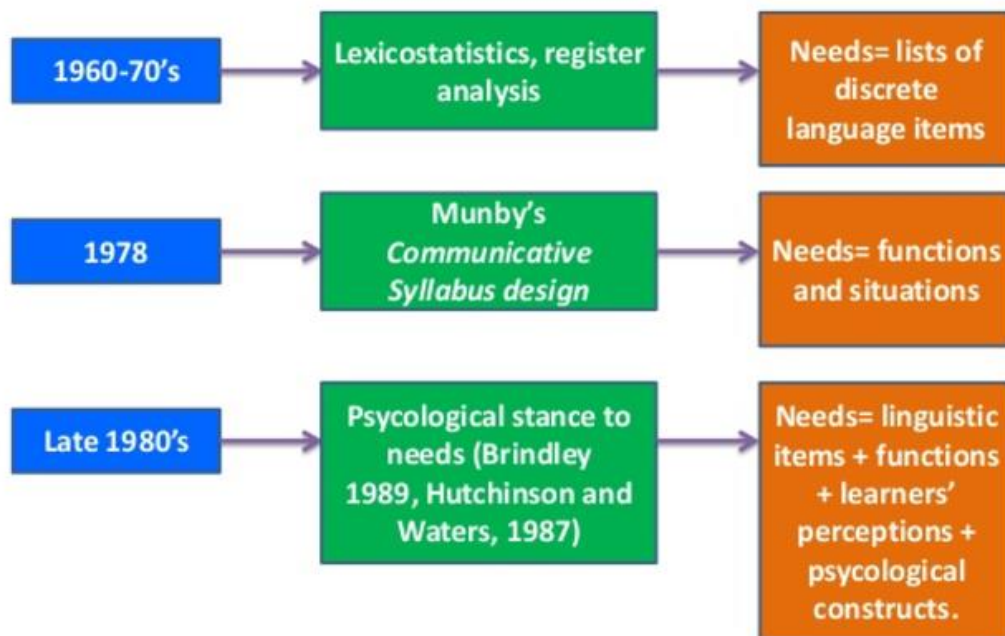 1960-70's
Lexicostatistics, register
analysis
Needs= lists of
discrete
language items
1978
Munby's
Communicative
Syllabus design
Needs= functions
and situations
Late 1980's
Psycological stance to
needs (Brindley
1989, Hutchinson and
Waters, 1987)
Needs= linguistic
items + functions
+ learners'
perceptions +
psycological
constructs.